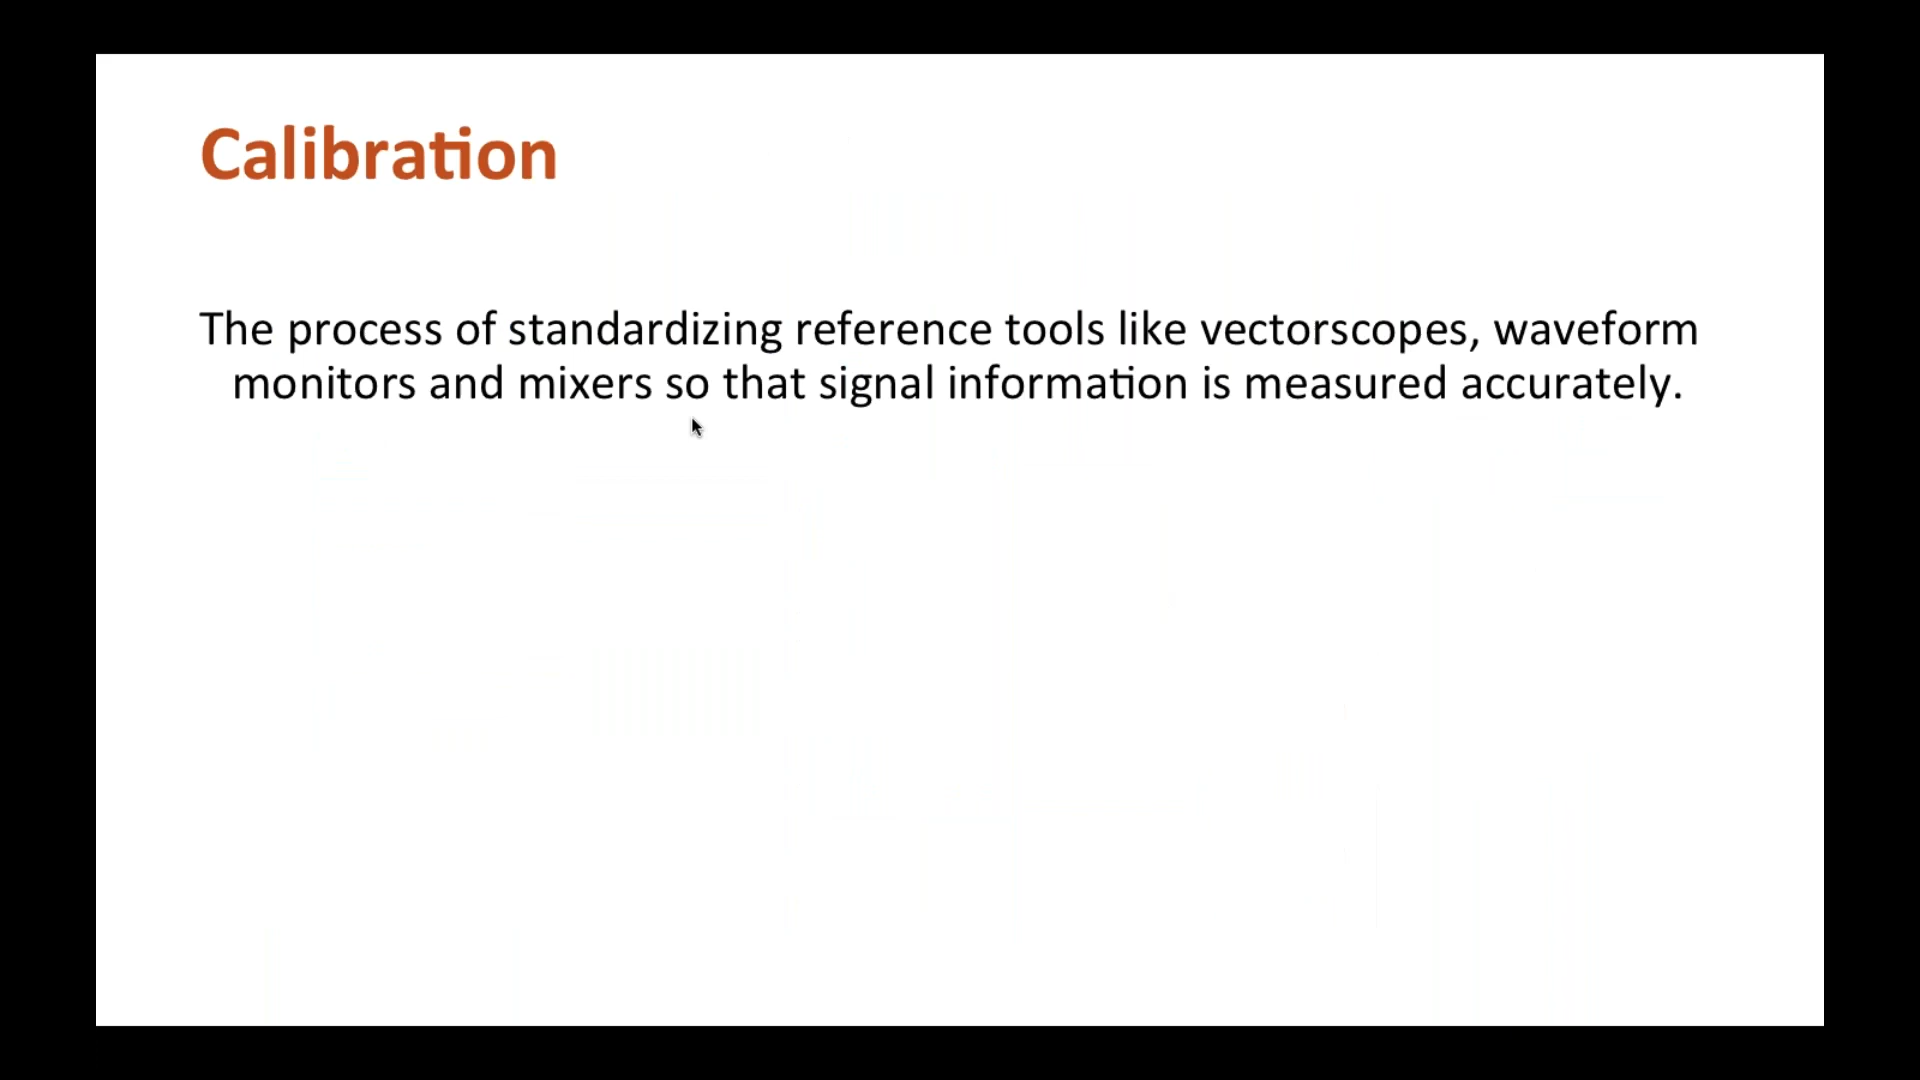 Calibration
The process of standardizing reference tools like vectorscopes, waveform
monitors and mixers so that signal information is measured accurately.